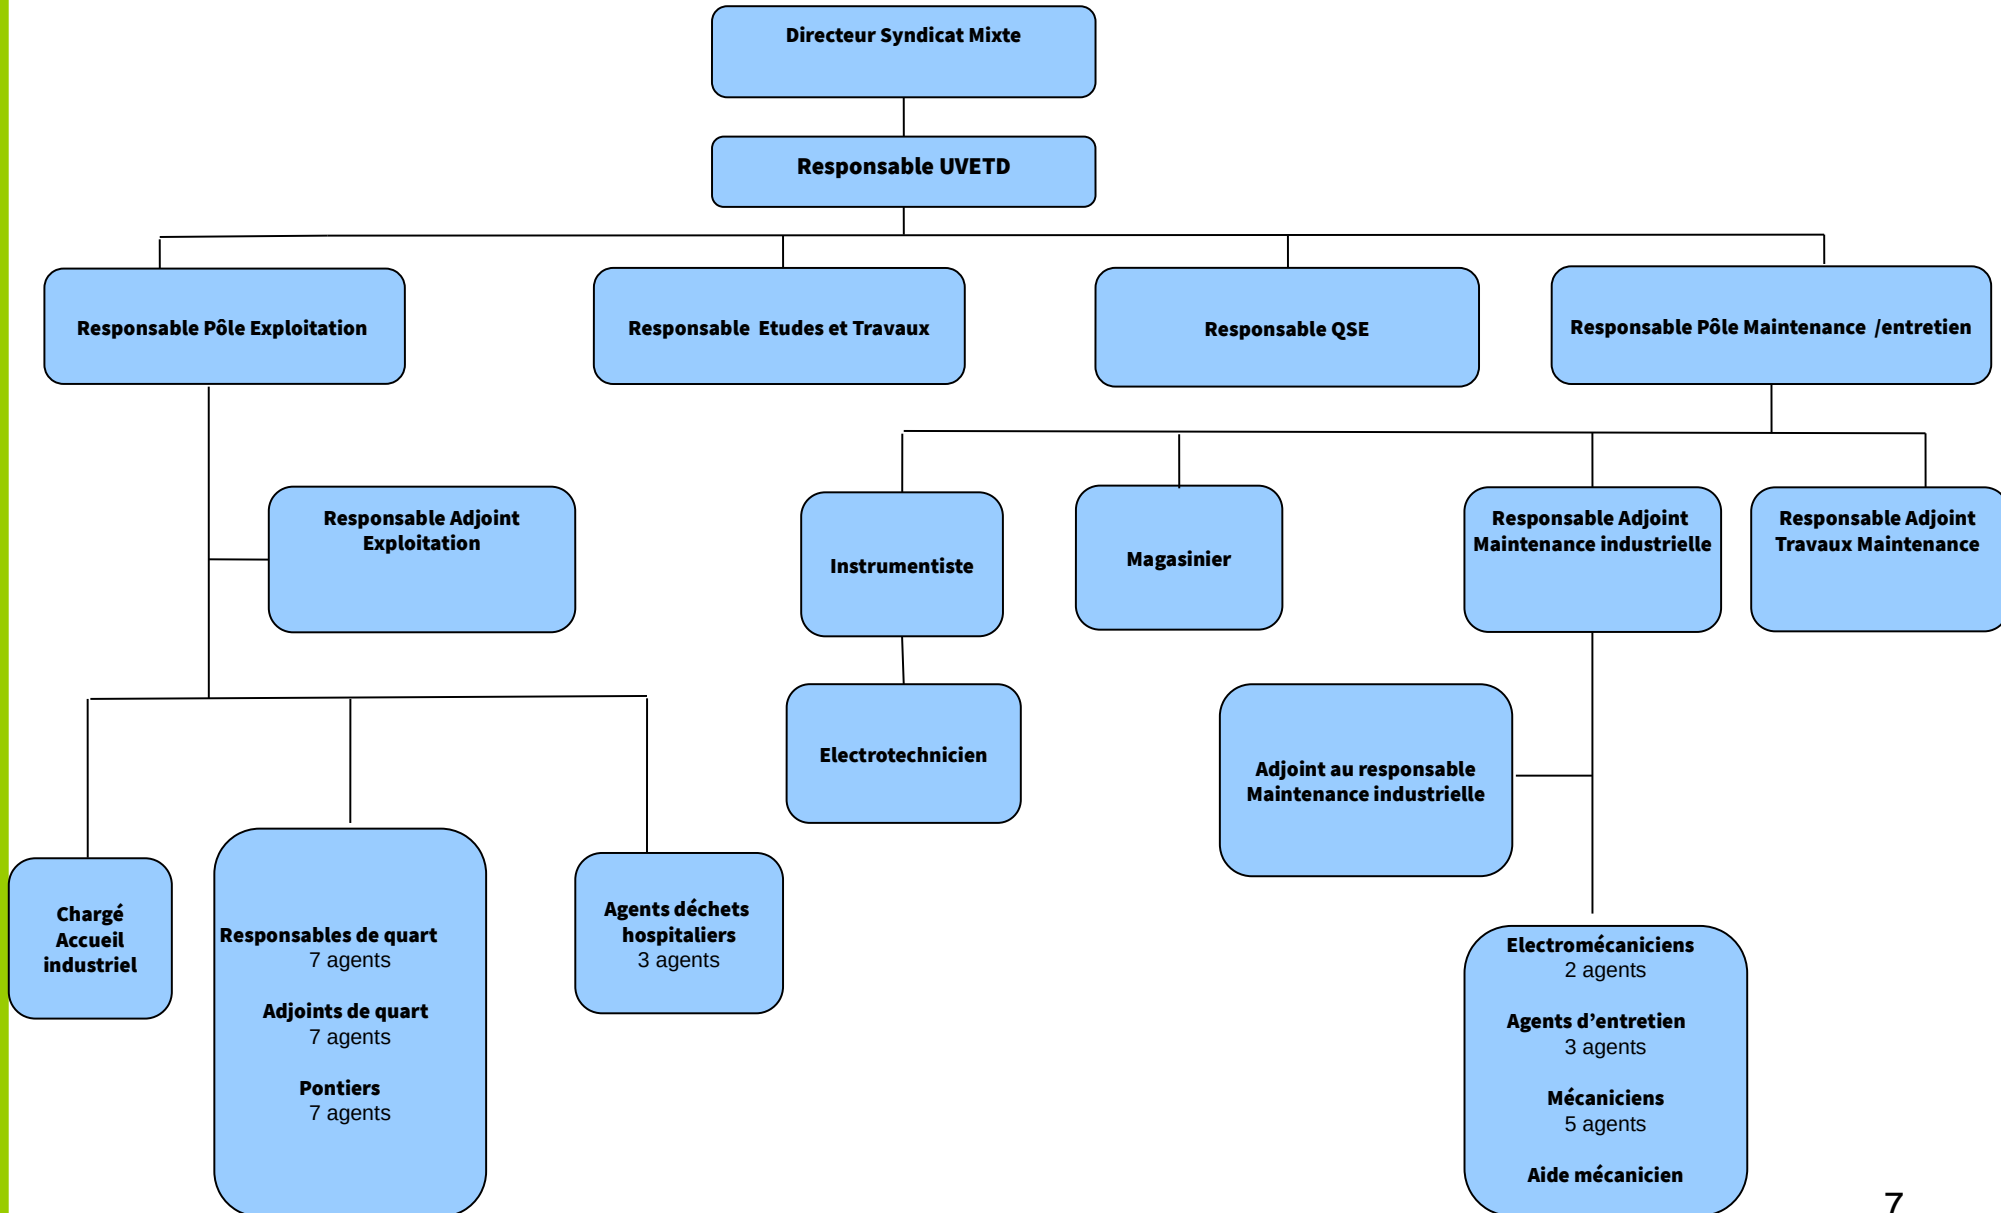 Directeur Syndicat Mixte
Responsable UVETD
Responsable Pôle Exploitation
Responsable  Etudes et Travaux
Responsable QSE
Responsable Pôle Maintenance  /entretien
Responsable Adjoint
Exploitation
Instrumentiste
Magasinier
Responsable Adjoint
Maintenance industrielle
Responsable Adjoint
Travaux Maintenance
Electrotechnicien
Adjoint au responsable
Maintenance industrielle
Chargé
Accueil
industriel
Responsables de quart
7 agents
Adjoints de quart
7 agents
Pontiers
7 agents
Agents déchets
hospitaliers
3 agents
Electromécaniciens
2 agents
Agents d’entretien
3 agents
Mécaniciens
5 agents
Aide mécanicien
7